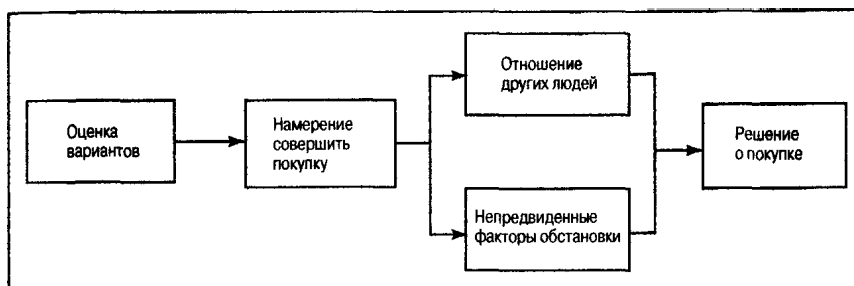 Оценка
вариантов
Намерение
совершить
покупку
Отношение
других людей
Непредвиденные
факторы обстановки
Решение
о покупке